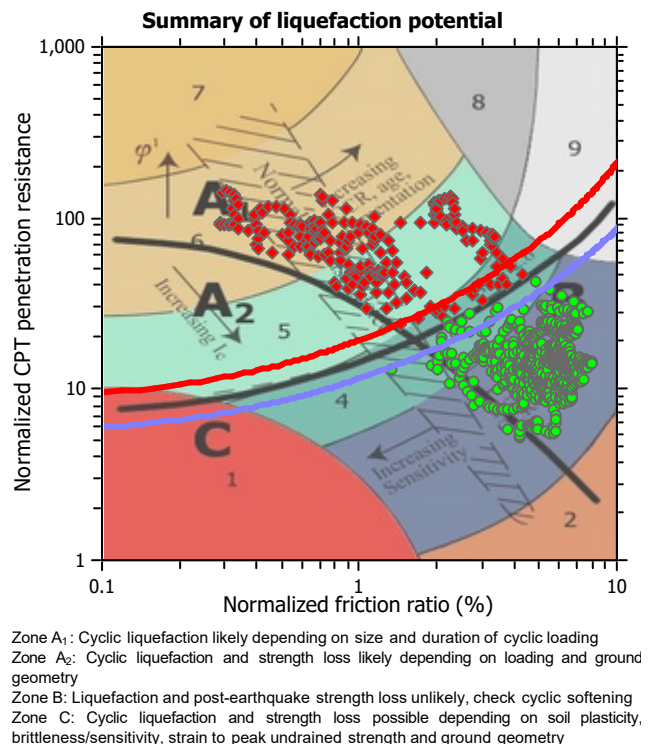 Summary of liquefaction potential
1,000
100
10
1
0.1
1
10
Normalized CPT penetration resistance
Normalized friction ratio (%)
7
8
9
φ¹
Increasing
age,
6
A₂
Increasing Ic
5
4
C
1
Increasing
Sensitivity
2
Zone A₁: Cyclic liquefaction likely depending on size and duration of cyclic loading
Zone A₂: Cyclic liquefaction and strength loss likely depending on loading and ground
geometry
Zone B: Liquefaction and post-earthquake strength loss unlikely, check cyclic softening
Zone C: Cyclic liquefaction and strength loss possible depending on soil plasticity,
brittleness/sensitivity, strain to peak undrained strength and ground geometry